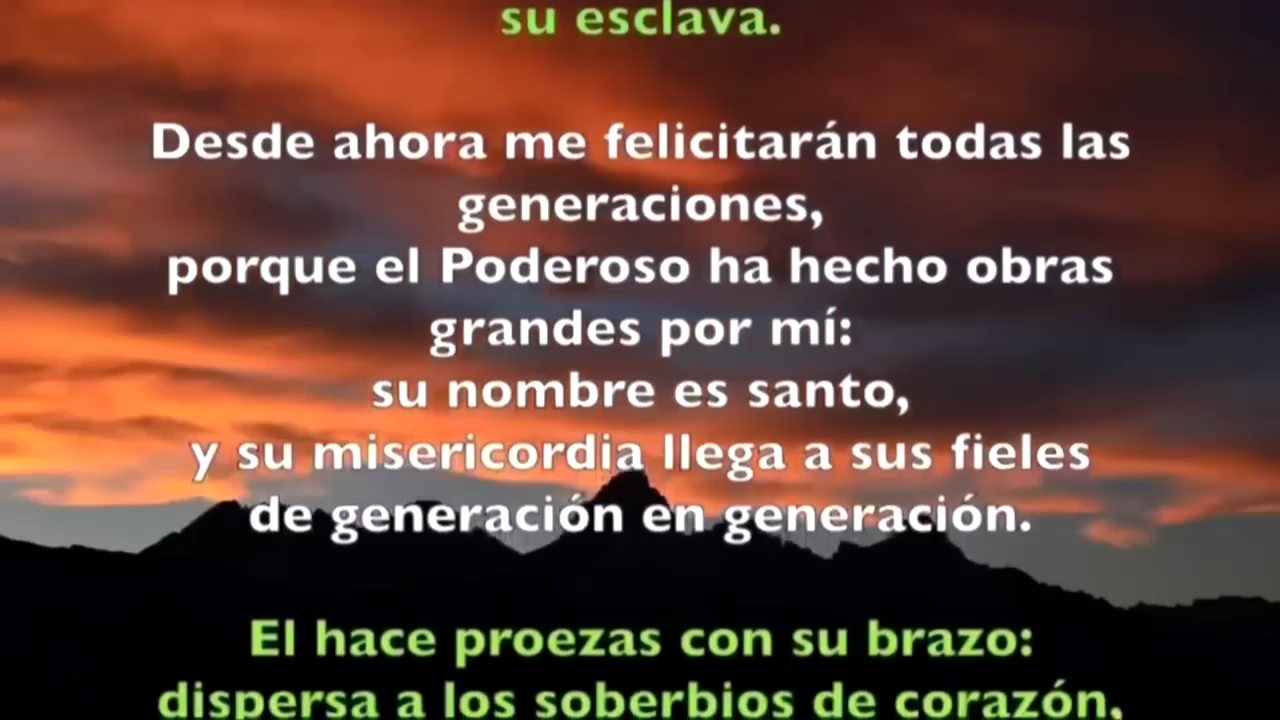 su esclava.
Desde ahora me felicitarán todas las
generaciones,
porque el Poderoso ha hecho obras
grandes por mí:
su nombre es santo,
y su misericordia llega a sus fieles
de generación en generación.
El hace proezas con su brazo:
dispersa a los soberbios de corazón,